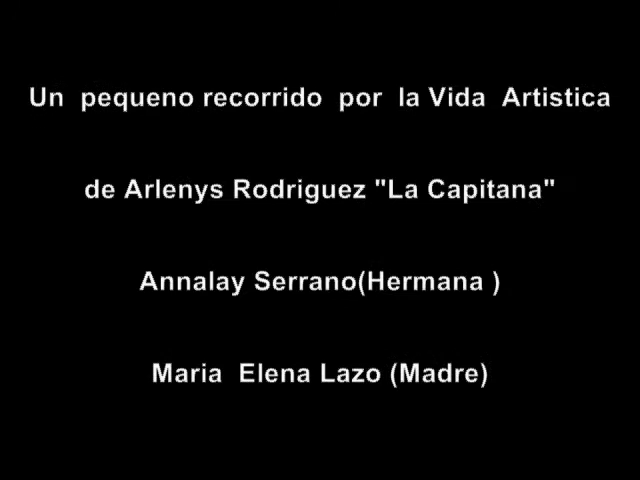 Un pequeno recorrido por la Vida Artistica
de Arlenys Rodriguez "La Capitana"
Annalay Serrano(Hermana )
Maria Elena Lazo (Madre)